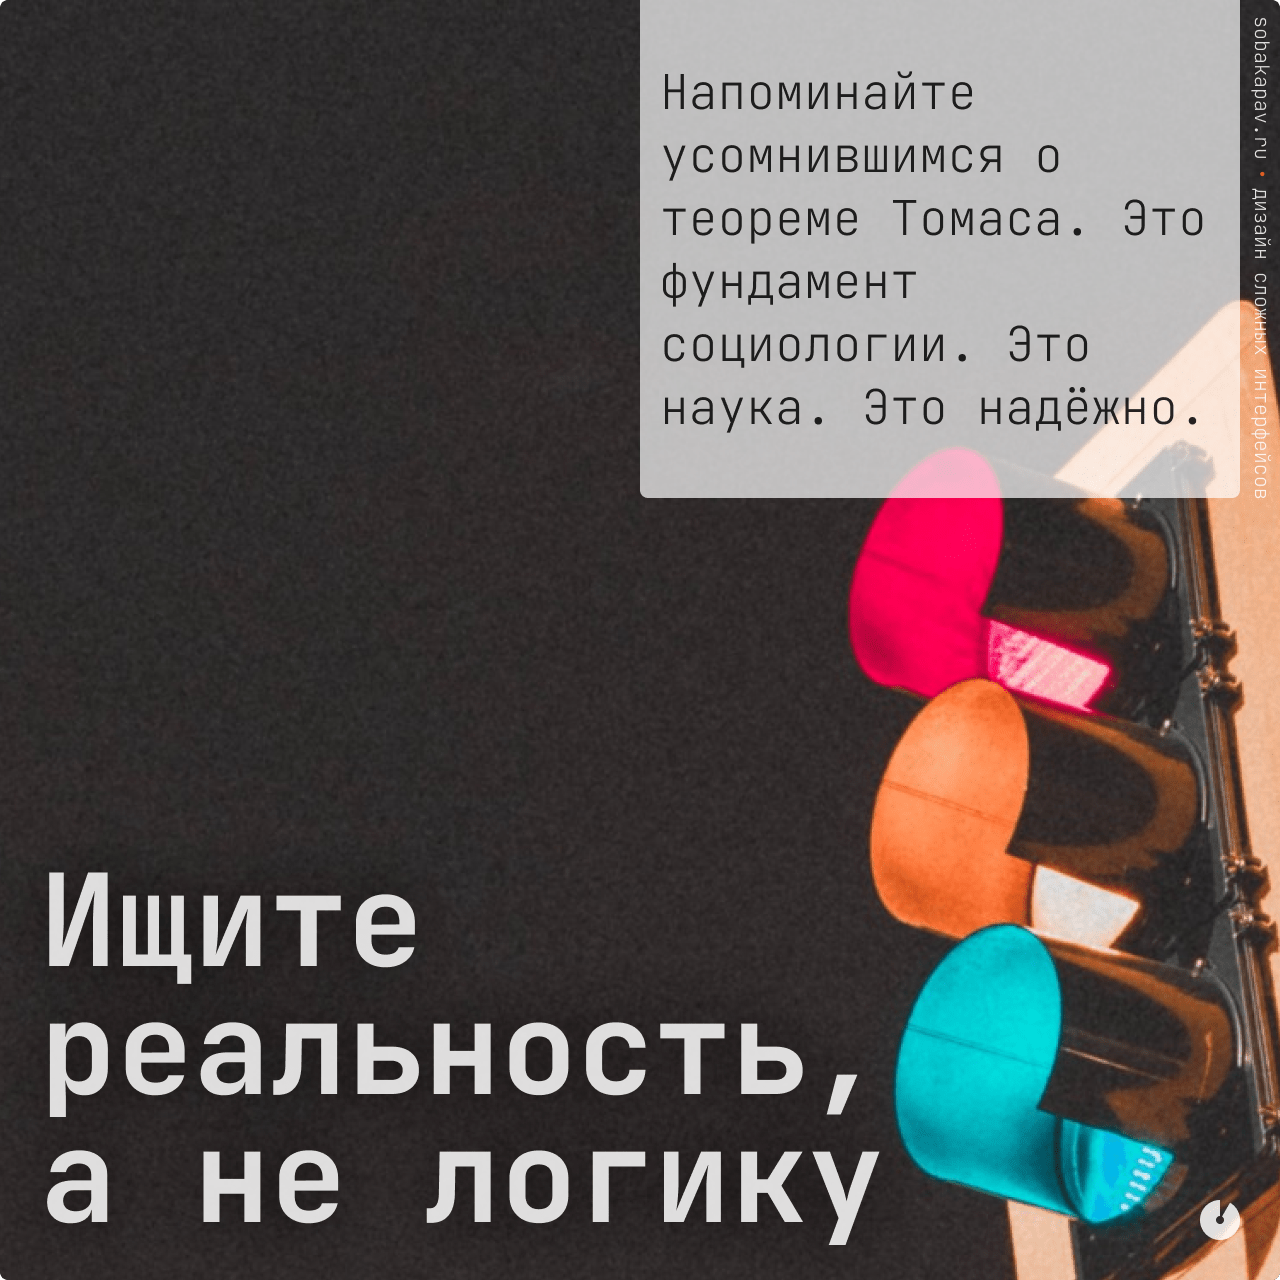 Напоминайте
усомнившимся о
теореме Томаса. Это
фундамент
социологии. Это
наука. Это надёжно.
sobakapav.ru • дизайн сложных интерфейсов
Ищите
реальность,
а не логику